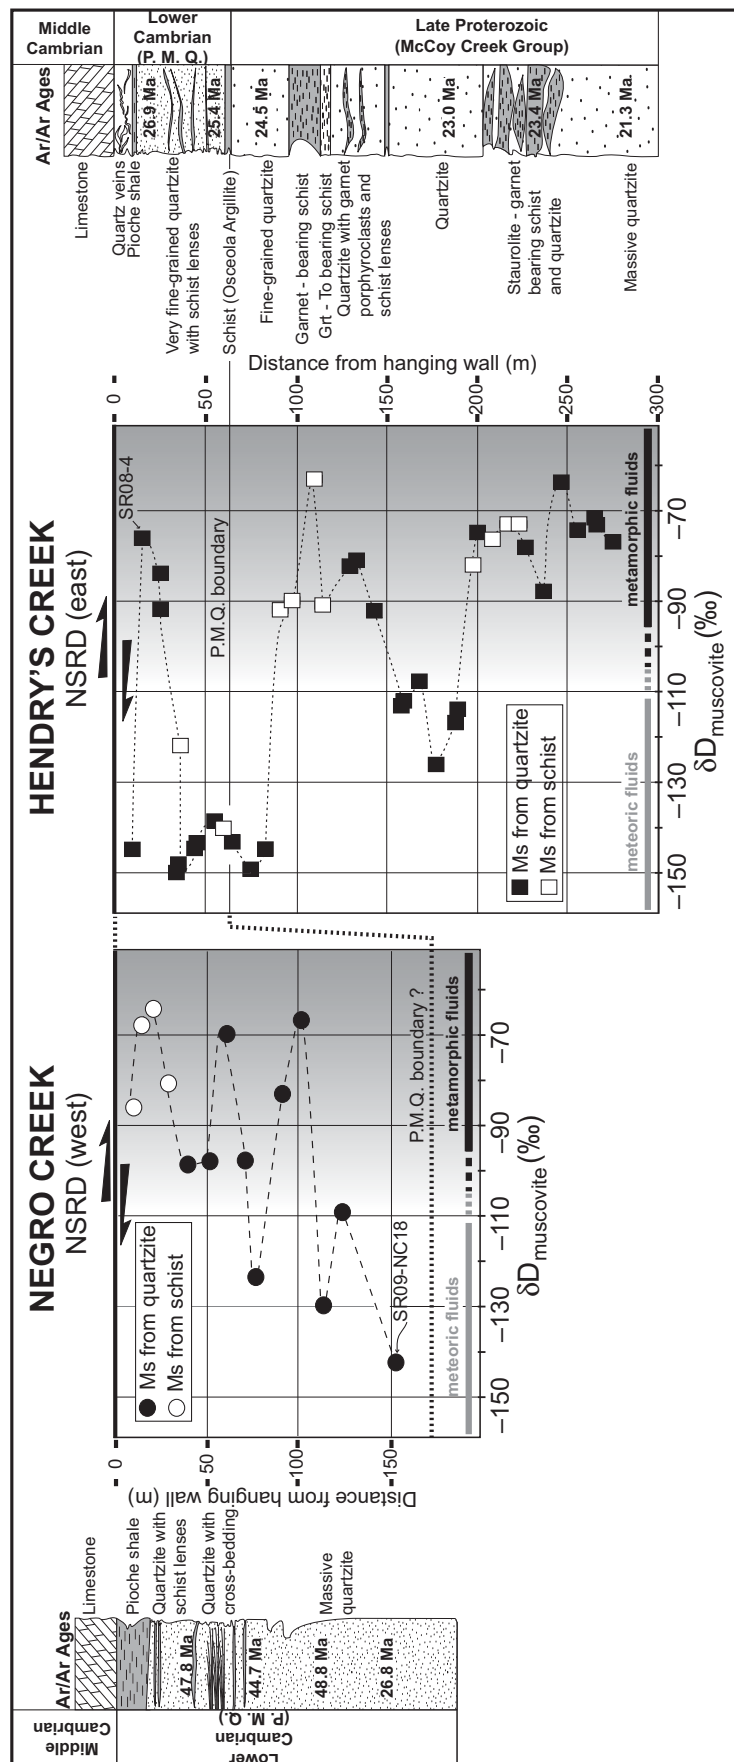 Middle
Cambrian
Lower
Cambrian
(P. M. Q.)
Ar/Ar Ages
47.8 Ma
44.7 Ma
48.8 Ma
26.8 Ma
Limestone
Pioche shale
Quartzite with
schist lenses
Quartzite with
cross-bedding
Massive
quartzite
NEGRO CREEK
NSRD (west)
Distance from hanging wall (m)
0
-50
-100
-150
Ms from quartzite
Ms from schist
SR09-NC18
P.M.Q. boundary ?
meteoric fluids
metamorphic fluids
−150
−130
−110
−90
−70
δDmuscovite (‰)
HENDRY'S CREEK
NSRD (east)
SR08-4
P.M.Q. boundary
Ms from quartzite
Ms from schist
meteoric fluids
metamorphic fluids
−150
−130
−110
−90
−70
δDmuscovite (‰)
Distance from hanging wall (m)
0
-50
-100
-150
-200
-250
-300
Limestone
Quartz veins
Pioche shale
Very fine-grained quartzite
with schist lenses
Schist (Osceola Argillite)
Fine-grained quartzite
Garnet - bearing schist
Grt - To bearing schist
Quartzite with garnet
porphyroclasts and
schist lenses
Quartzite
Staurolite - garnet
bearing schist
and quartzite
Massive quartzite
Ar/Ar Ages
26.9 Ma
25.4 Ma
24.5 Ma
23.0 Ma
23.4 Ma
21.3 Ma
Middle
Cambrian
Lower
Cambrian
(P. M. Q.)
Late Proterozoic
(McCoy Creek Group)